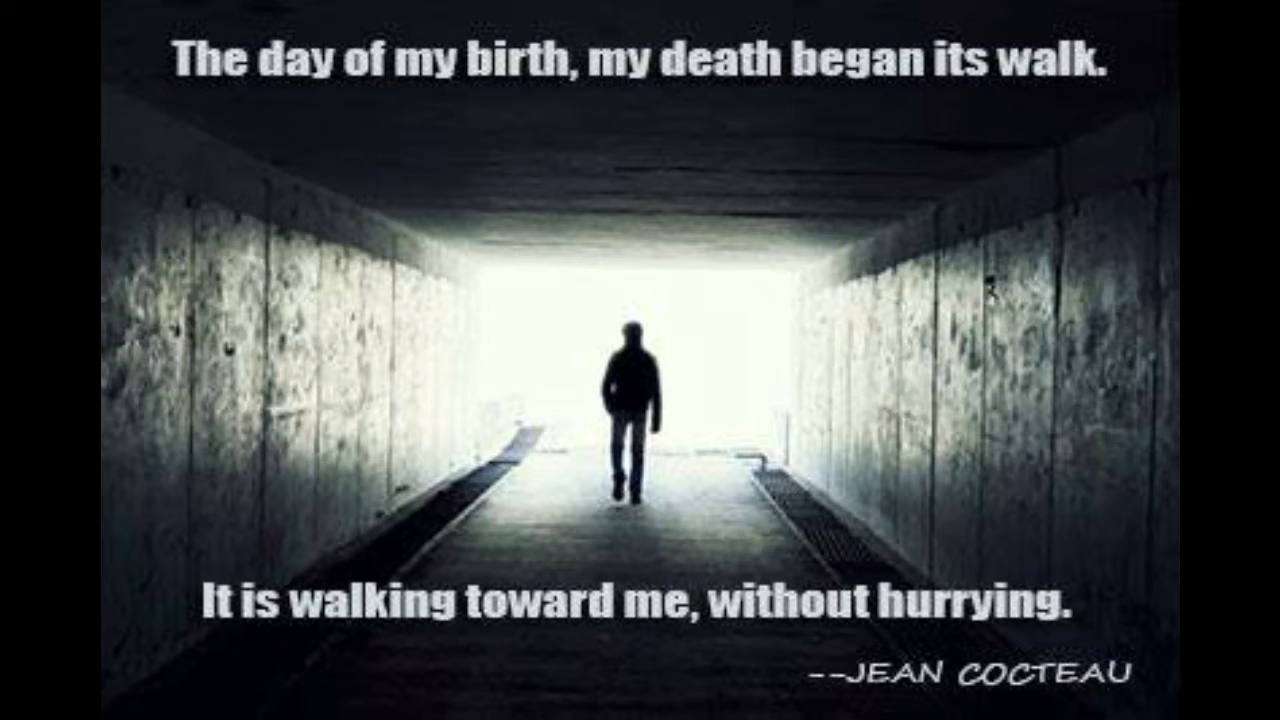 The day of my birth, my death began its walk.
It is walking toward me, without hurrying.
--JEAN COCTEAU